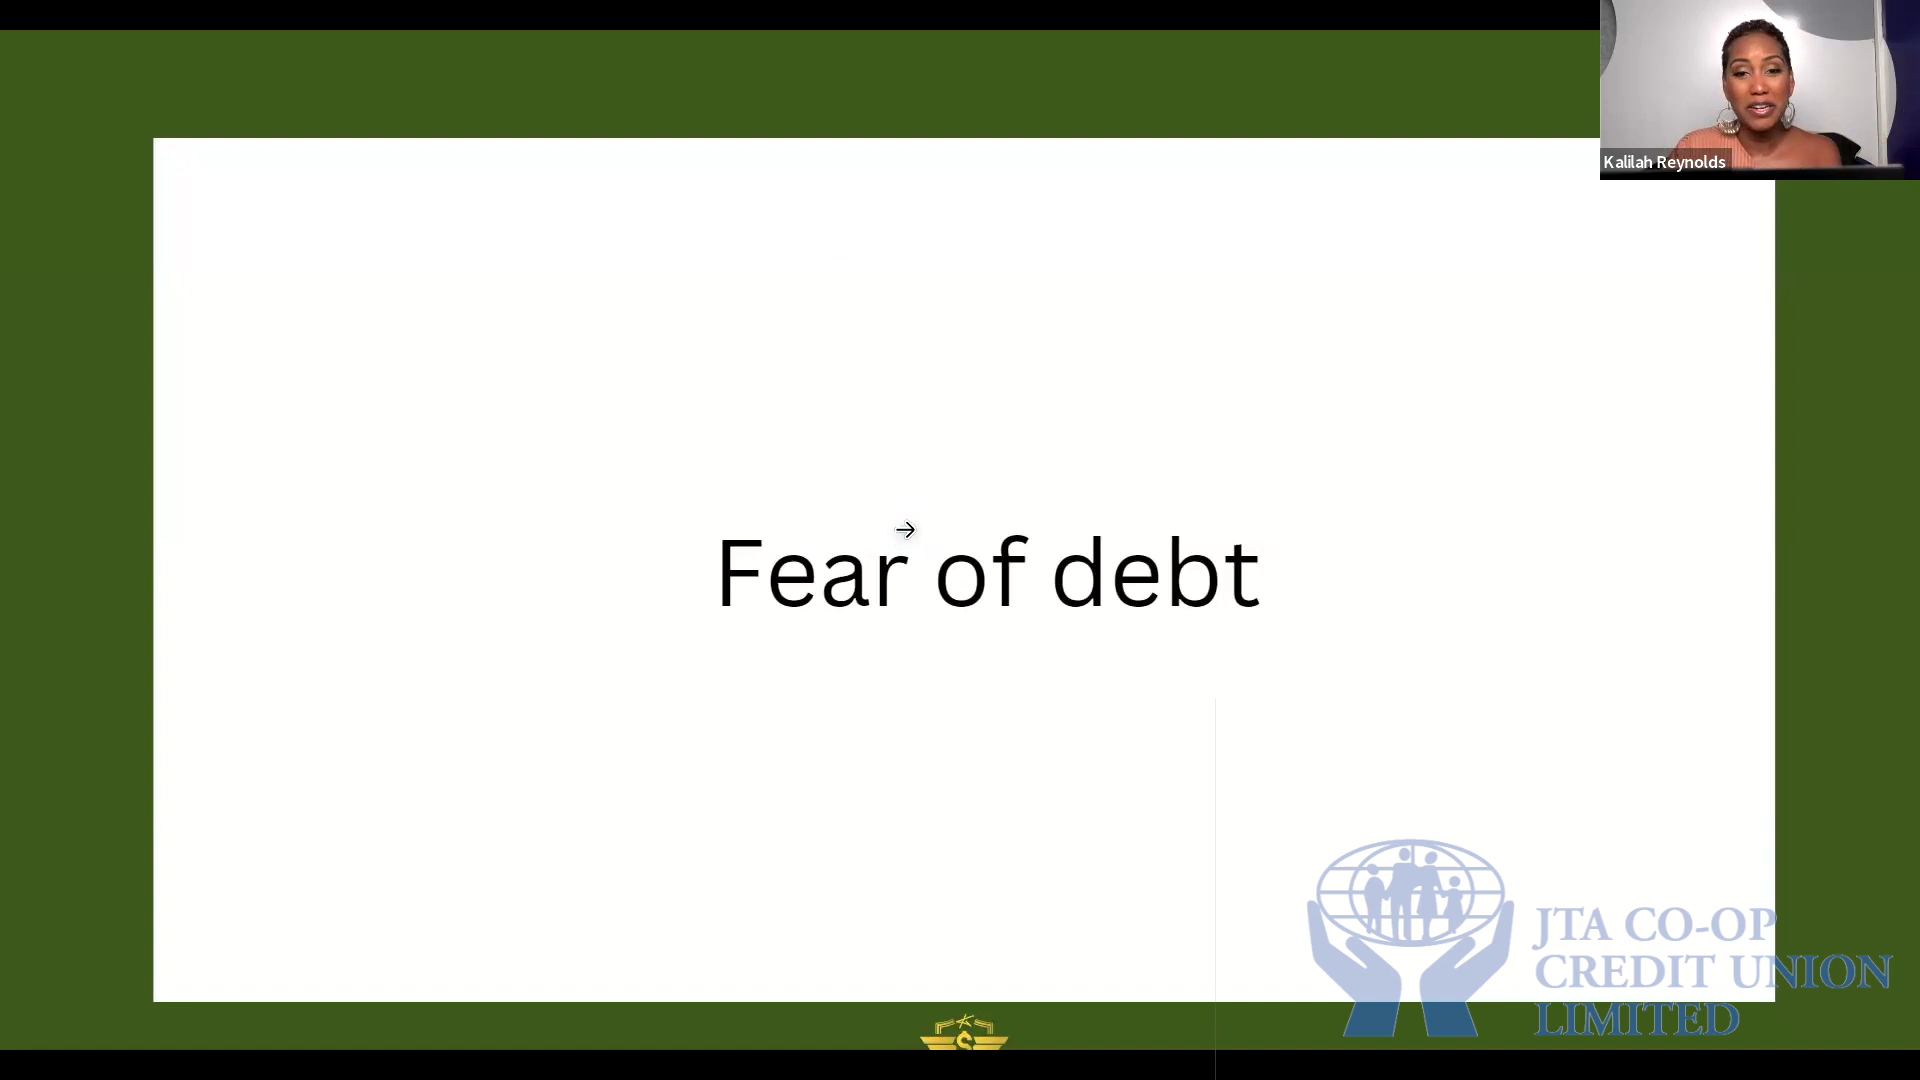 Kalilah Reynolds
Fear of debt
JTA CO-OP
CREDIT UNION
LIMITED